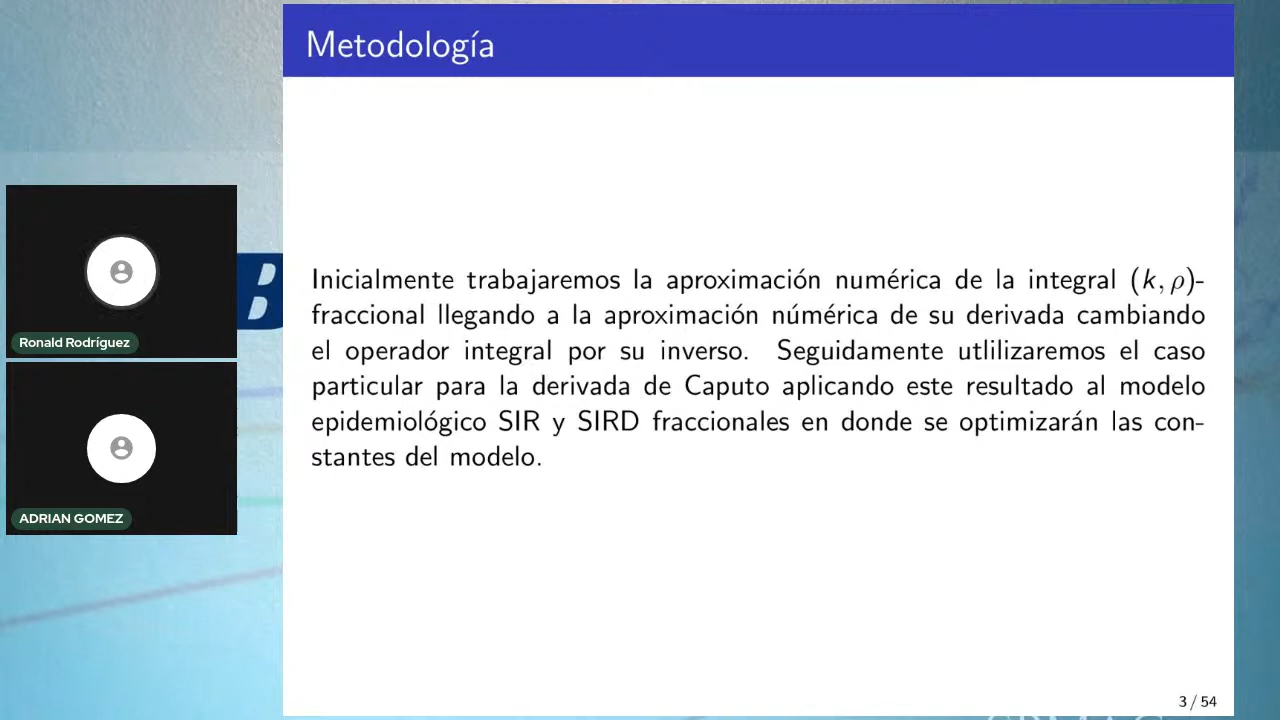 Metodología
Inicialmente trabajaremos la aproximación numérica de la integral (k, ρ)-
fraccional llegando a la aproximación númérica de su derivada cambiando
el operador integral por su inverso. Seguidamente utlilizaremos el caso
particular para la derivada de Caputo aplicando este resultado al modelo
epidemiológico SIR y SIRD fraccionales en donde se optimizarán las con-
stantes del modelo.
3 / 54
Ronald Rodríguez
ADRIAN GOMEZ